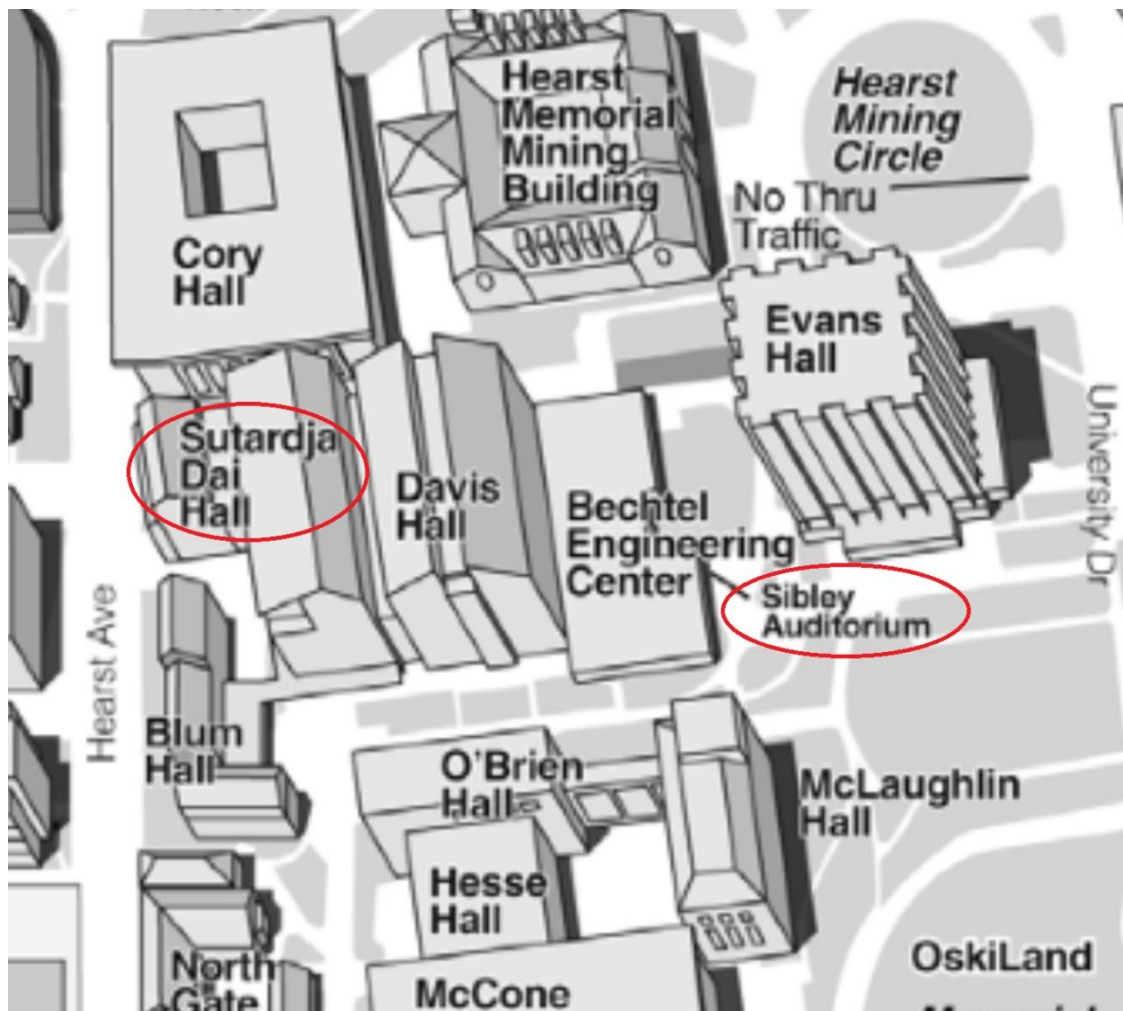 Hearst
Memorial
Mining
Building
Hearst
Mining
Circle
No Thru
Traffic
Cory
Hall
Evans
Hall
Sutardja
Dai
Hall
Davis
Hall
Bechtel
Engineering
Center
Sibley
Auditorium
University Dr
Hearst Ave
Blum
Hall
O'Brien
Hall
McLaughlin
Hall
Hesse
Hall
North
Gate
McCone
OskiLand